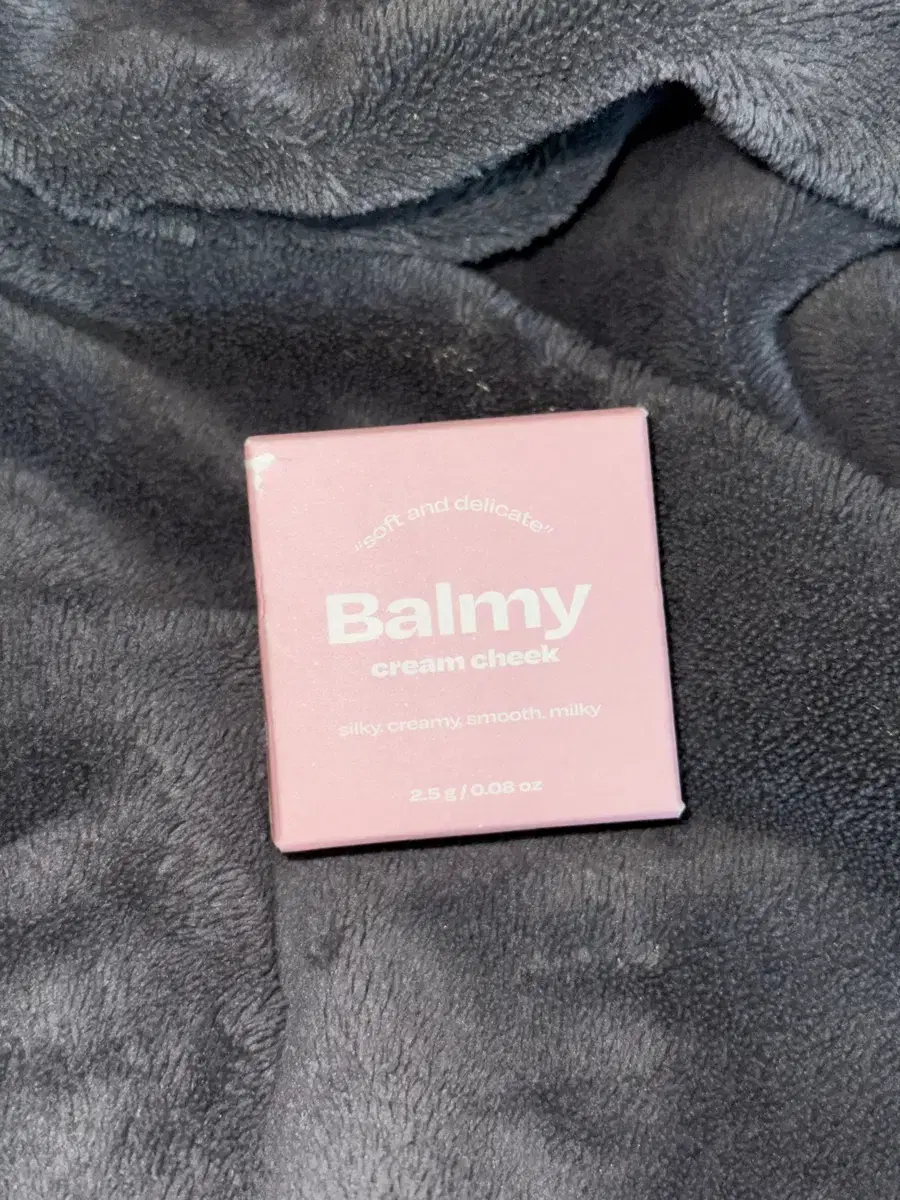 "soft and delicate"
Balmy
cream cheek
silky. creamy. smooth. milky
2.5 g / 0.08 oz